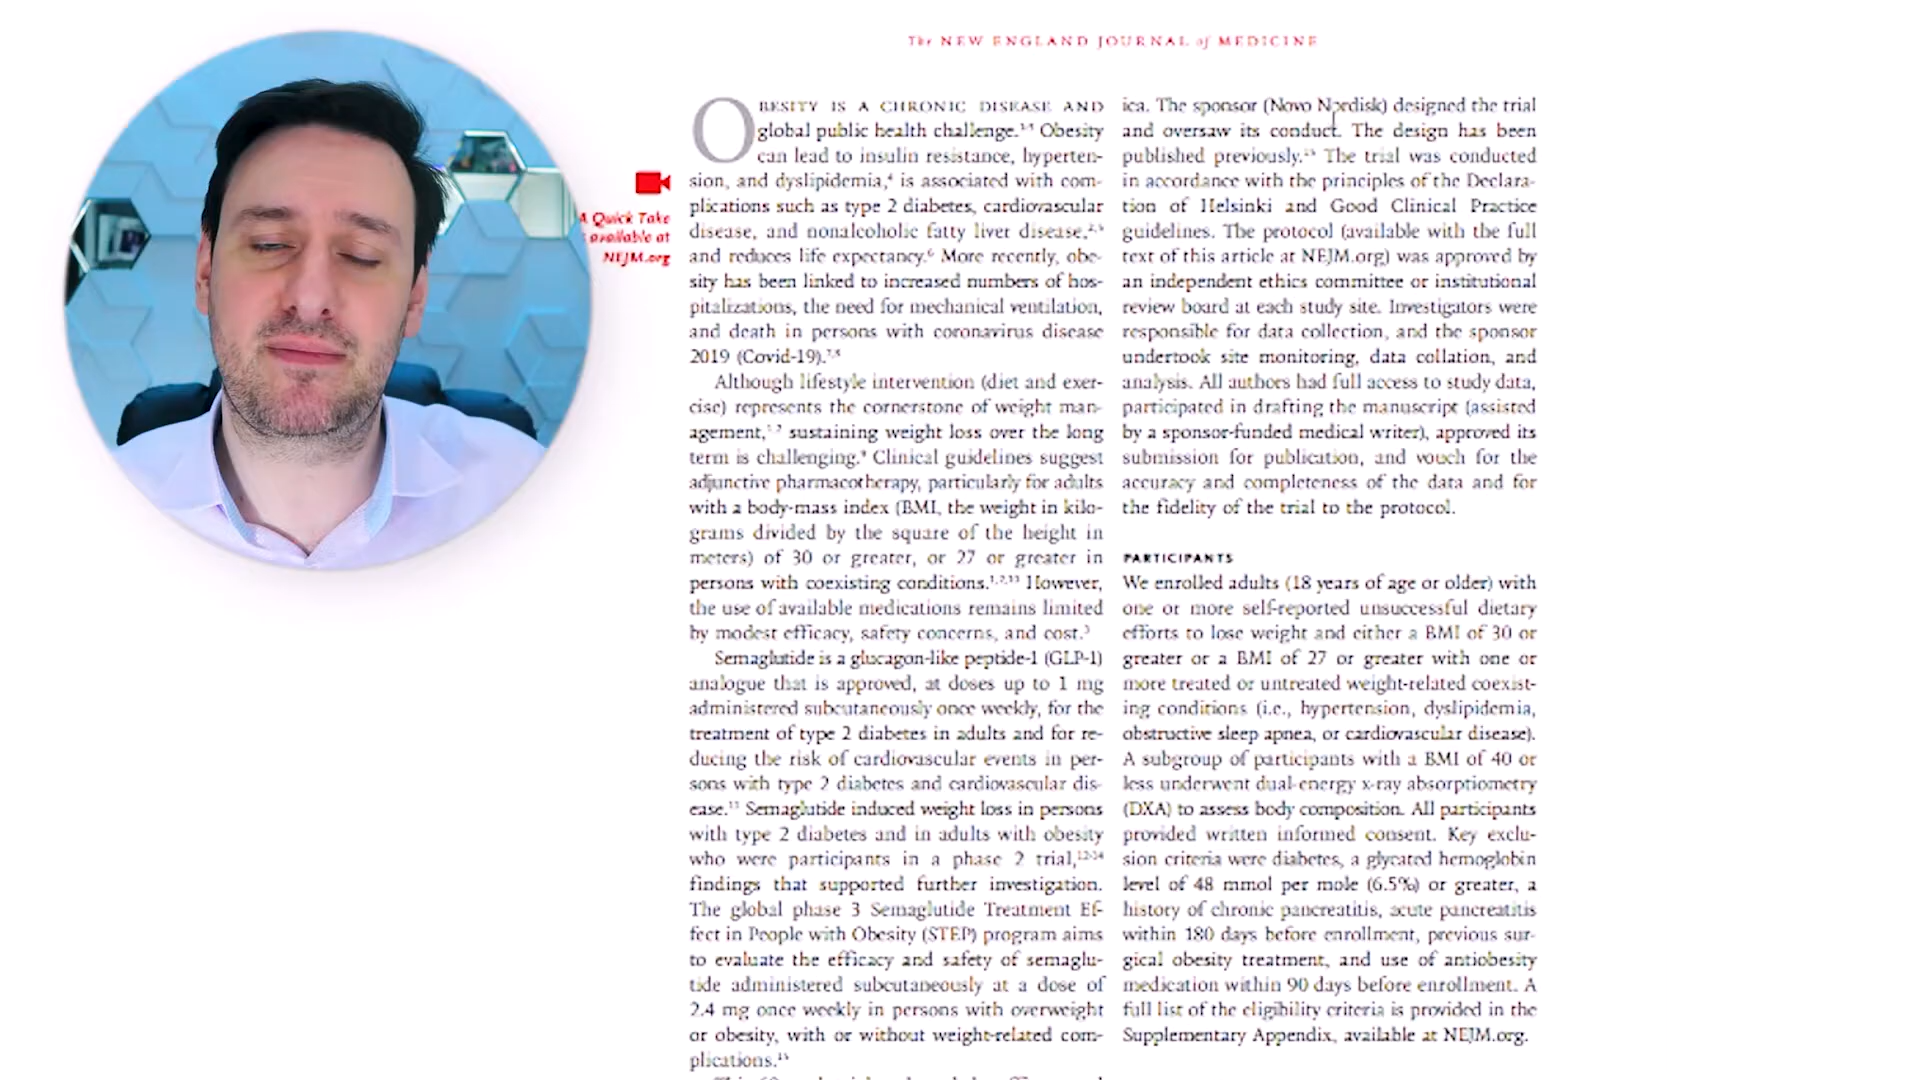 The NEW ENGLAND JOURNAL of MEDICINE
A Quick Take
available at
NEJM.org
OBESITY IS A CHRONIC DISEASE AND
global public health challenge. Obesity
can lead to insulin resistance, hyperten-
sion, and dyslipidemia,4 is associated with com-
plications such as type 2 diabetes, cardiovascular
disease, and nonalcoholic fatty liver disease,
and reduces life expectancy.6 More recently, obe-
sity has been linked to increased numbers of hos-
pitalizations, the need for mechanical ventilation,
and death in persons with coronavirus disease
2019 (Covid-19).7,8
Although lifestyle intervention (diet and exer-
cise) represents the cornerstone of weight man-
agement, sustaining weight loss over the long
term is challenging.9 Clinical guidelines suggest
adjunctive pharmacotherapy, particularly for adults
with a body-mass index (BMI, the weight in kilo-
grams divided by the square of the height in
meters) of 30 or greater, or 27 or greater in
persons with coexisting conditions. However,
the use of available medications remains limited
by modest efficacy, safety concerns, and cost.3
Semaglutide is a glucagon-like peptide-1 (GLP-1)
analogue that is approved, at doses up to 1 mg
administered subcutaneously once weekly, for the
treatment of type 2 diabetes in adults and for re-
ducing the risk of cardiovascular events in per-
sons with type 2 diabetes and cardiovascular dis-
ease.11 Semaglutide induced weight loss in persons
with type 2 diabetes and in adults with obesity
who were participants in a phase 2 trial,12-14
findings that supported further investigation.
The global phase 3 Semaglutide Treatment Ef-
fect in People with Obesity (STEP) program aims
to evaluate the efficacy and safety of semaglu-
tide administered subcutaneously at a dose of
2.4 mg once weekly in persons with overweight
or obesity, with or without weight-related com-
plications.15
ica. The sponsor (Novo Nordisk) designed the trial
and oversaw its conduct. The design has been
published previously.15 The trial was conducted
in accordance with the principles of the Declara-
tion of Helsinki and Good Clinical Practice
guidelines. The protocol (available with the full
text of this article at NEJM.org) was approved by
an independent ethics committee or institutional
review board at each study site. Investigators were
responsible for data collection, and the sponsor
undertook site monitoring, data collation, and
analysis. All authors had full access to study data,
participated in drafting the manuscript (assisted
by a sponsor-funded medical writer), approved its
submission for publication, and vouch for the
accuracy and completeness of the data and for
the fidelity of the trial to the protocol.
PARTICIPANTS
We enrolled adults (18 years of age or older) with
one or more self-reported unsuccessful dietary
efforts to lose weight and either a BMI of 30 or
greater or a BMI of 27 or greater with one or
more treated or untreated weight-related coexist-
ing conditions (i.e., hypertension, dyslipidemia,
obstructive sleep apnea, or cardiovascular disease).
A subgroup of participants with a BMI of 40 or
less underwent dual-energy x-ray absorptiometry
(DXA) to assess body composition. All participants
provided written informed consent. Key exclu-
sion criteria were diabetes, a glycated hemoglobin
level of 48 mmol per mole (6.5%) or greater, a
history of chronic pancreatitis, acute pancreatitis
within 180 days before enrollment, previous sur-
gical obesity treatment, and use of antiobesity
medication within 90 days before enrollment. A
full list of the eligibility criteria is provided in the
Supplementary Appendix, available at NEJM.org.